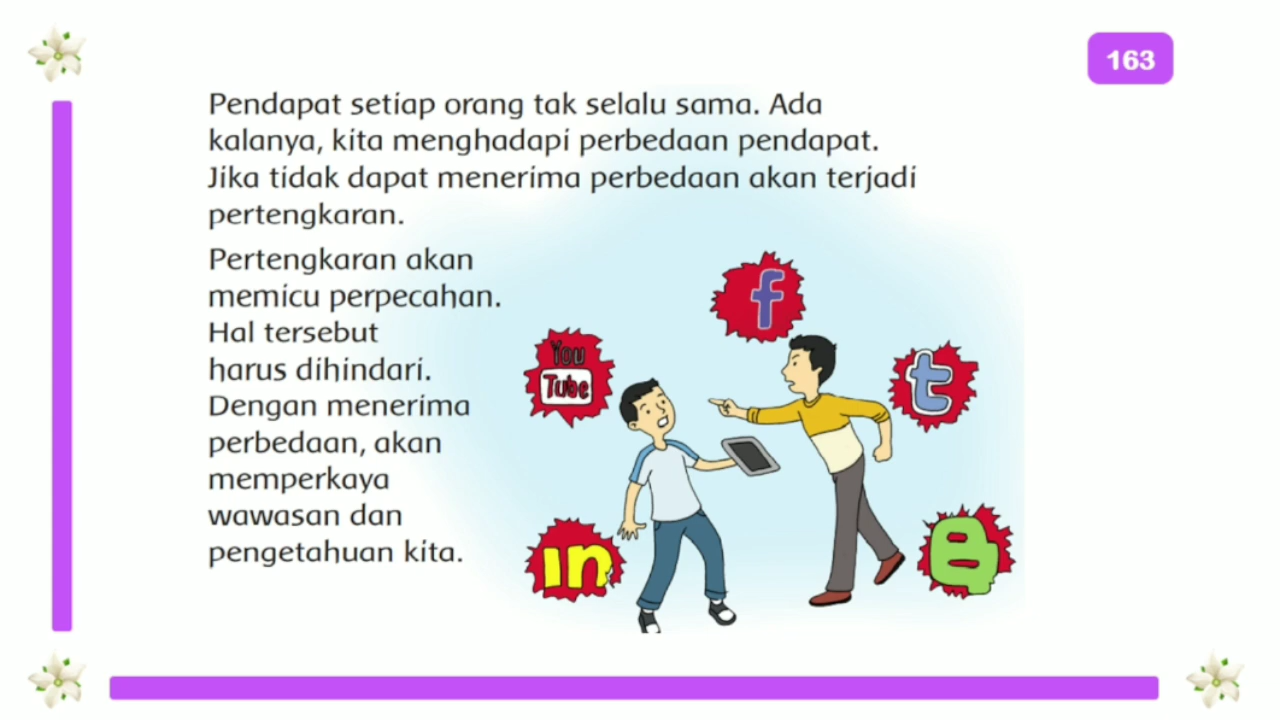 163
Pendapat setiap orang tak selalu sama. Ada
kalanya, kita menghadapi perbedaan pendapat.
Jika tidak dapat menerima perbedaan akan terjadi
pertengkaran.
Pertengkaran akan
memicu perpecahan.
Hal tersebut
harus dihindari.
Dengan menerima
perbedaan, akan
memperkaya
wawasan dan
pengetahuan kita.
f
You
Tube
t
in
B